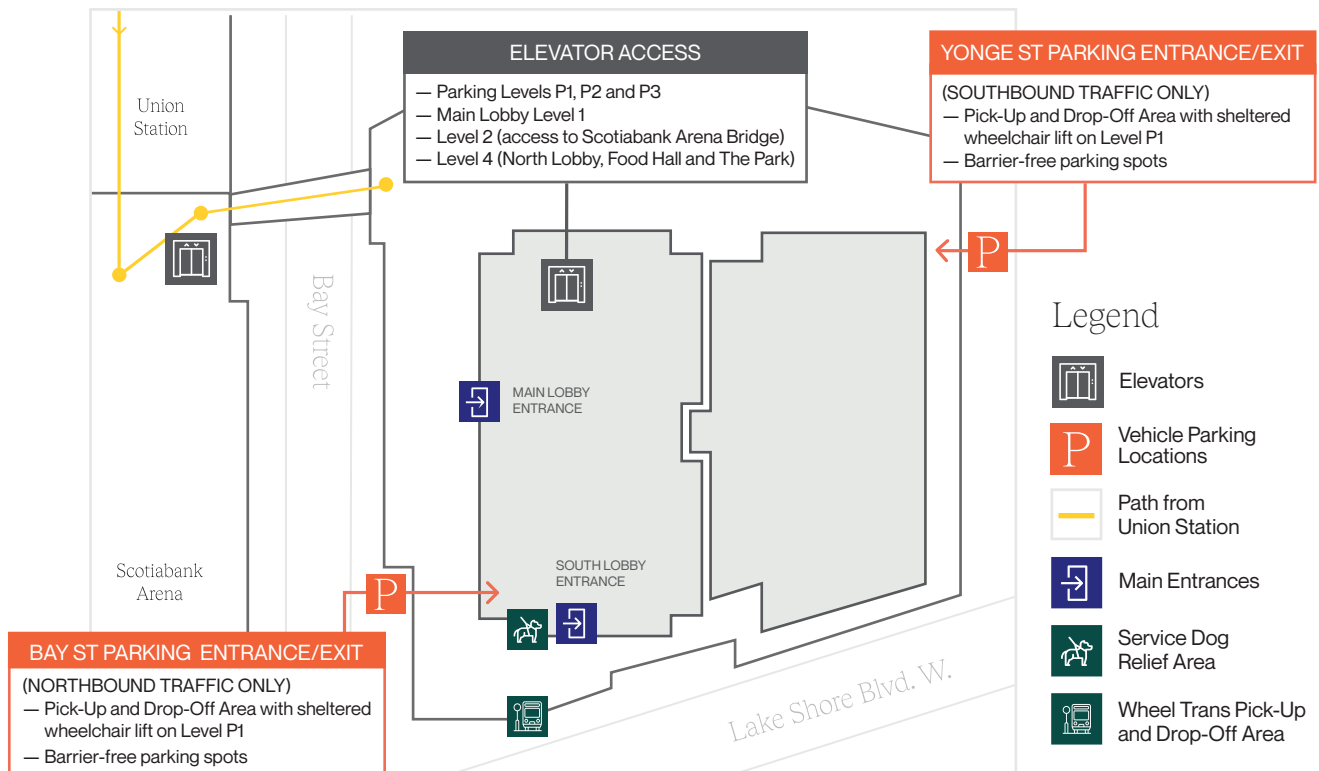 ELEVATOR ACCESS
— Parking Levels P1, P2 and P3
— Main Lobby Level 1
— Level 2 (access to Scotiabank Arena Bridge)
— Level 4 (North Lobby, Food Hall and The Park)
YONGE ST PARKING ENTRANCE/EXIT
(SOUTHBOUND TRAFFIC ONLY)
— Pick-Up and Drop-Off Area with sheltered
wheelchair lift on Level P1
— Barrier-free parking spots
Union
Station
Bay Street
P
MAIN LOBBY
ENTRANCE
SOUTH LOBBY
ENTRANCE
Scotiabank
Arena
P
BAY ST PARKING ENTRANCE/EXIT
(NORTHBOUND TRAFFIC ONLY)
— Pick-Up and Drop-Off Area with sheltered
wheelchair lift on Level P1
— Barrier-free parking spots
Lake Shore Blvd. W.
Legend
Elevators
P
Vehicle Parking
Locations
Path from
Union Station
Main Entrances
Service Dog
Relief Area
Wheel Trans Pick-Up
and Drop-Off Area